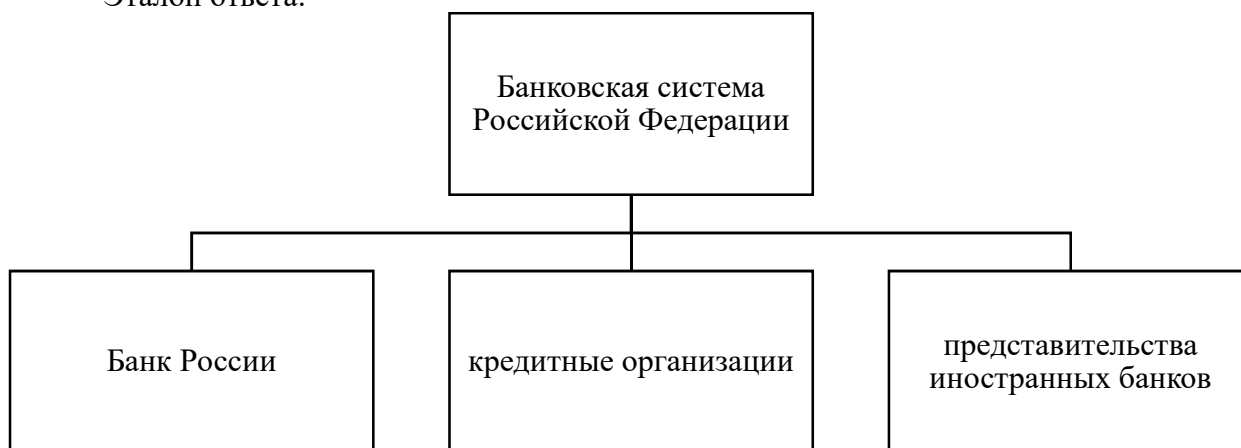 Эталон ответа:
Банковская система
Российской Федерации
Банк России
кредитные организации
представительства
иностранных банков